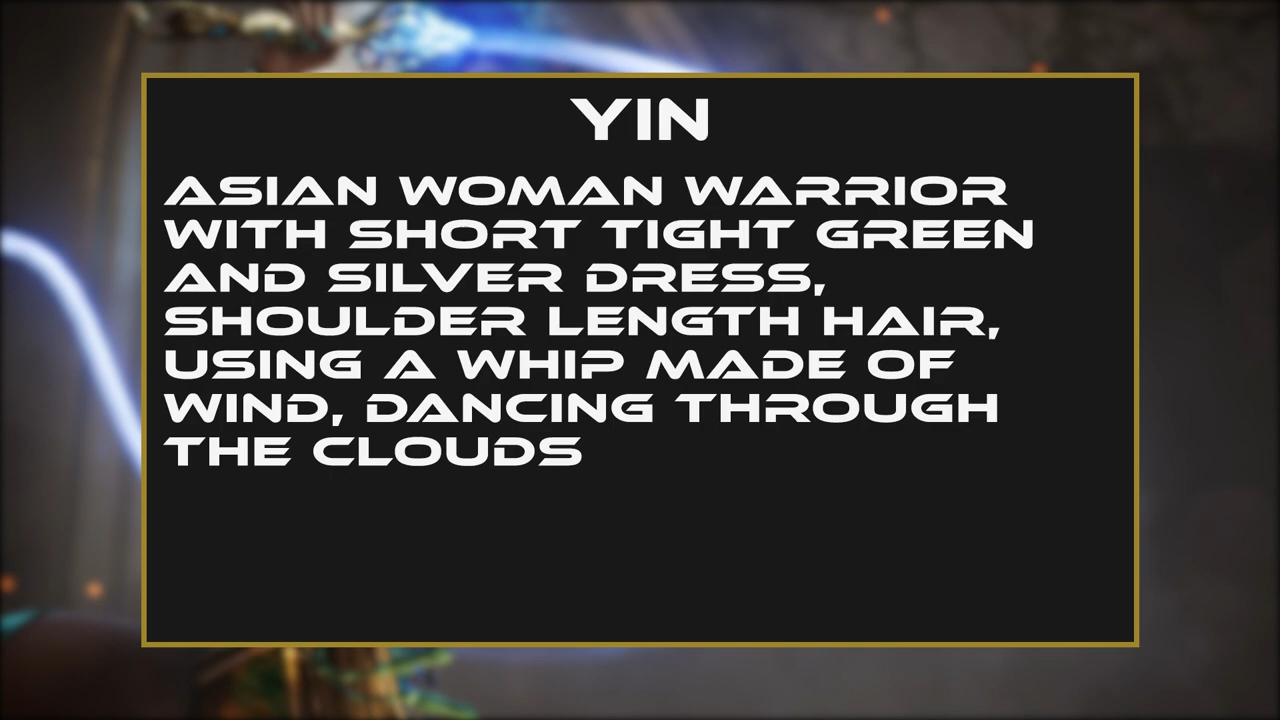 YIN
ASIAN WOMAN WARRIOR
WITH SHORT TIGHT GREEN
AND SILVER DRESS,
SHOULDER LENGTH HAIR,
USING A WHIP MADE OF
WIND, DANCING THROUGH
THE CLOUDS